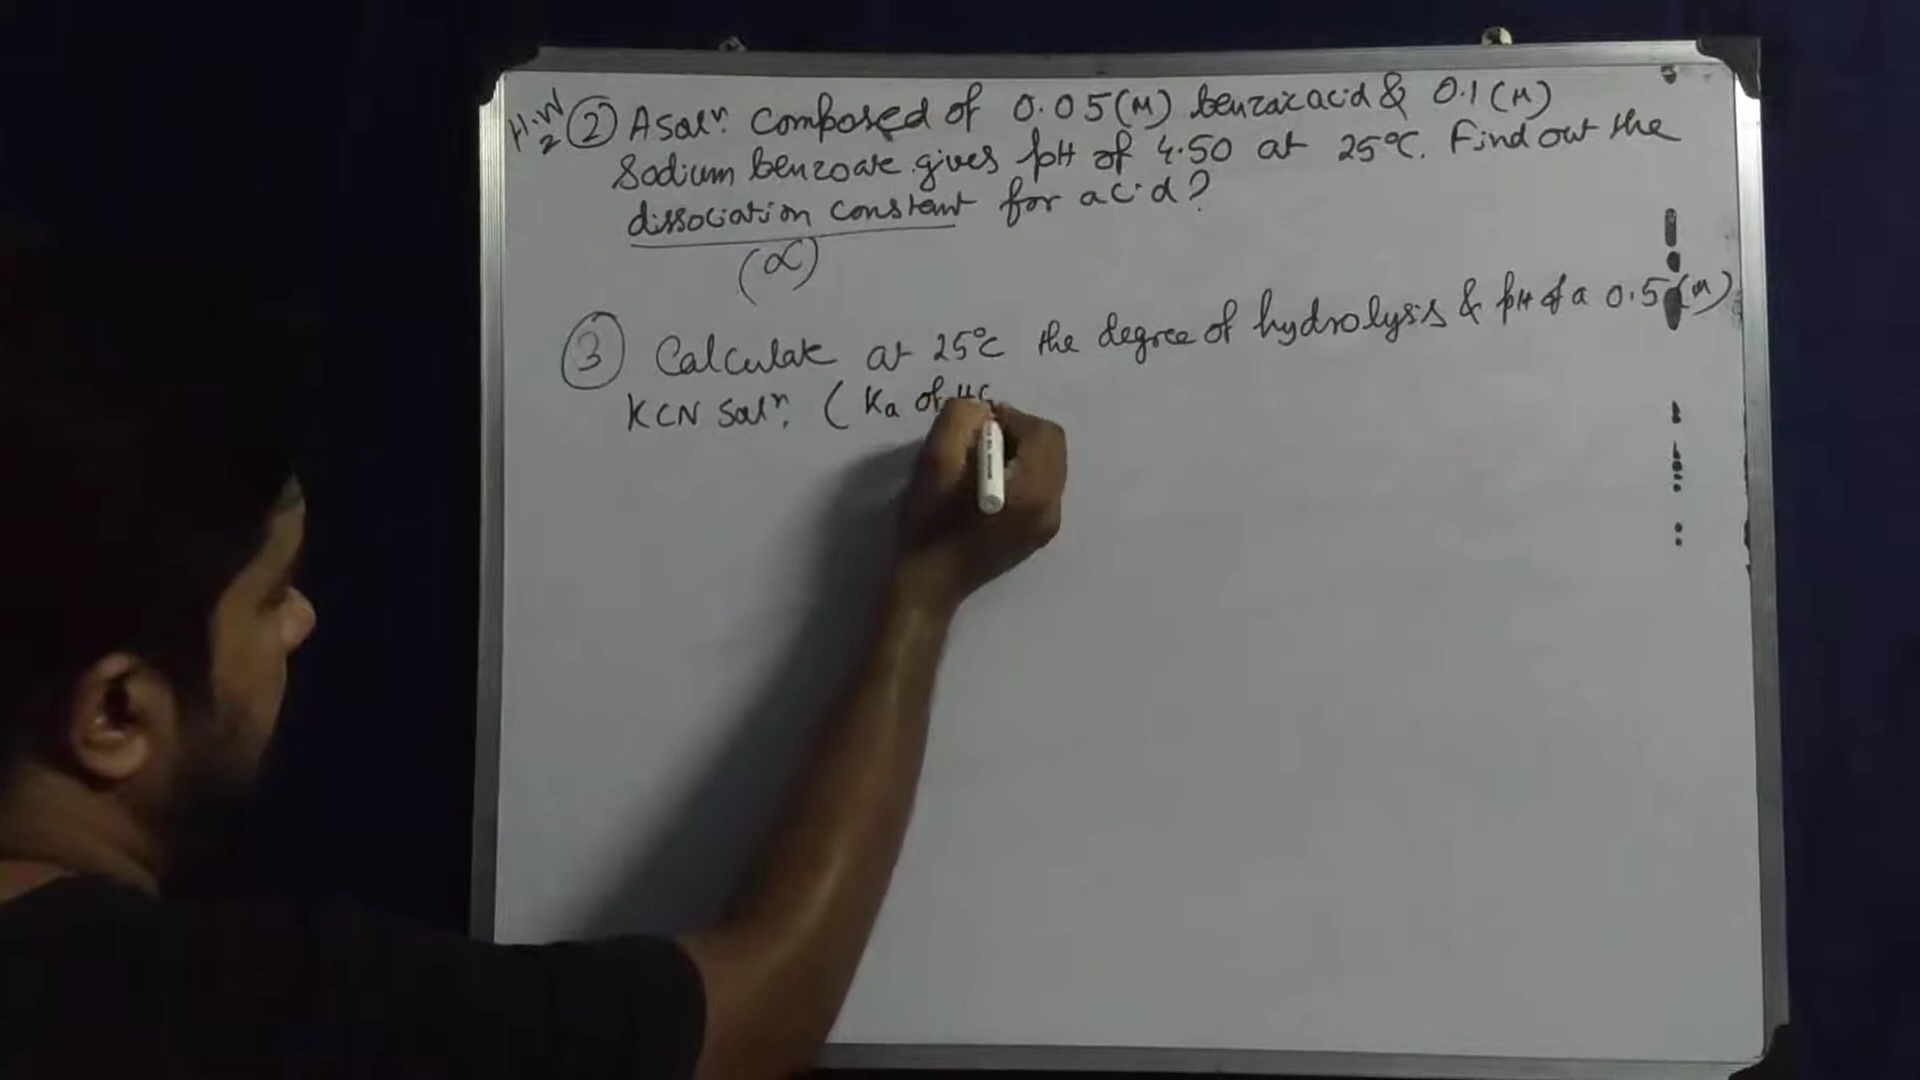 H.W 2 ② A Solⁿ. Composed of 0.05(M) benzoic acid & 0.1(M)
Sodium benzoate gives pH of 4.50 at 25°C. Find out the
dissociation constant for acid?
(α)
③ Calculate at 25°C the degree of hydrolysis & pH of a 0.5(M)
KCN Solⁿ. (Ka of HC